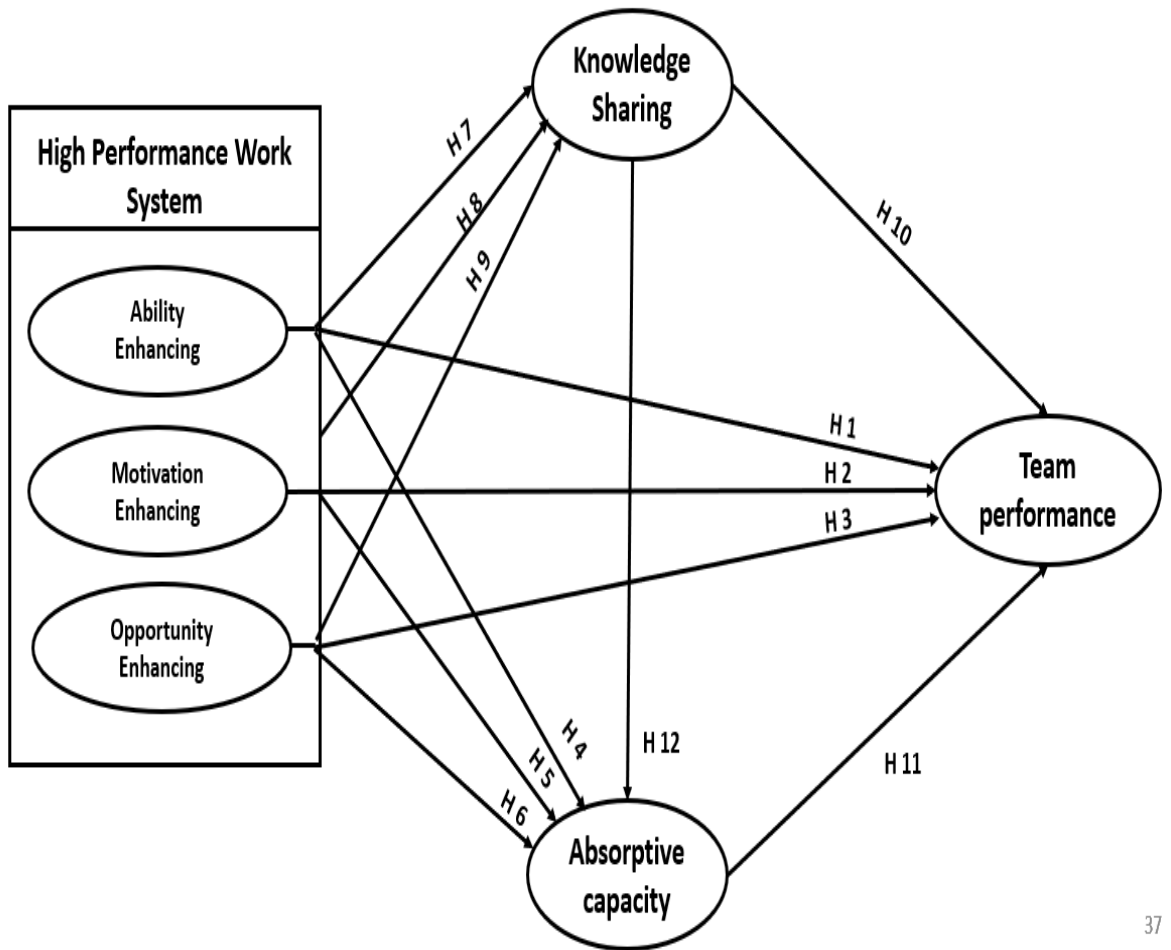 Knowledge
Sharing
High Performance Work
System
H 7
H 8
H 9
H 10
Ability
Enhancing
H 1
Motivation
Enhancing
H 2
Team
performance
H 3
Opportunity
Enhancing
H 4
H 5
H 6
H 12
H 11
Absorptive
capacity
37